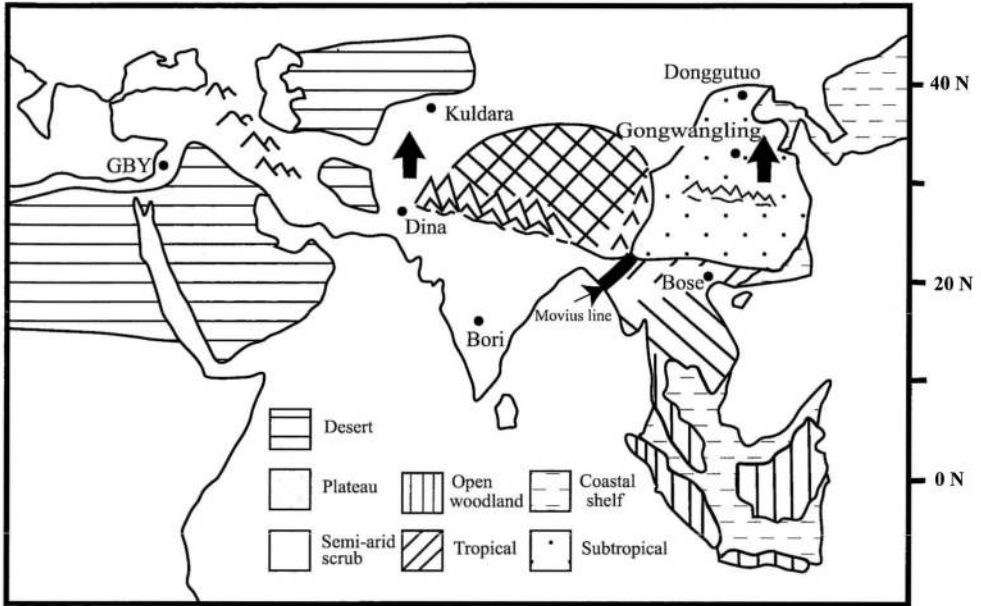 Donggutuo
40 N
Kuldara
Gongwangling
GBY
Dina
Bose
20 N
Movius line
Bori
Desert
Plateau
Open
woodland
Coastal
shelf
0 N
Semi-arid
scrub
Tropical
Subtropical